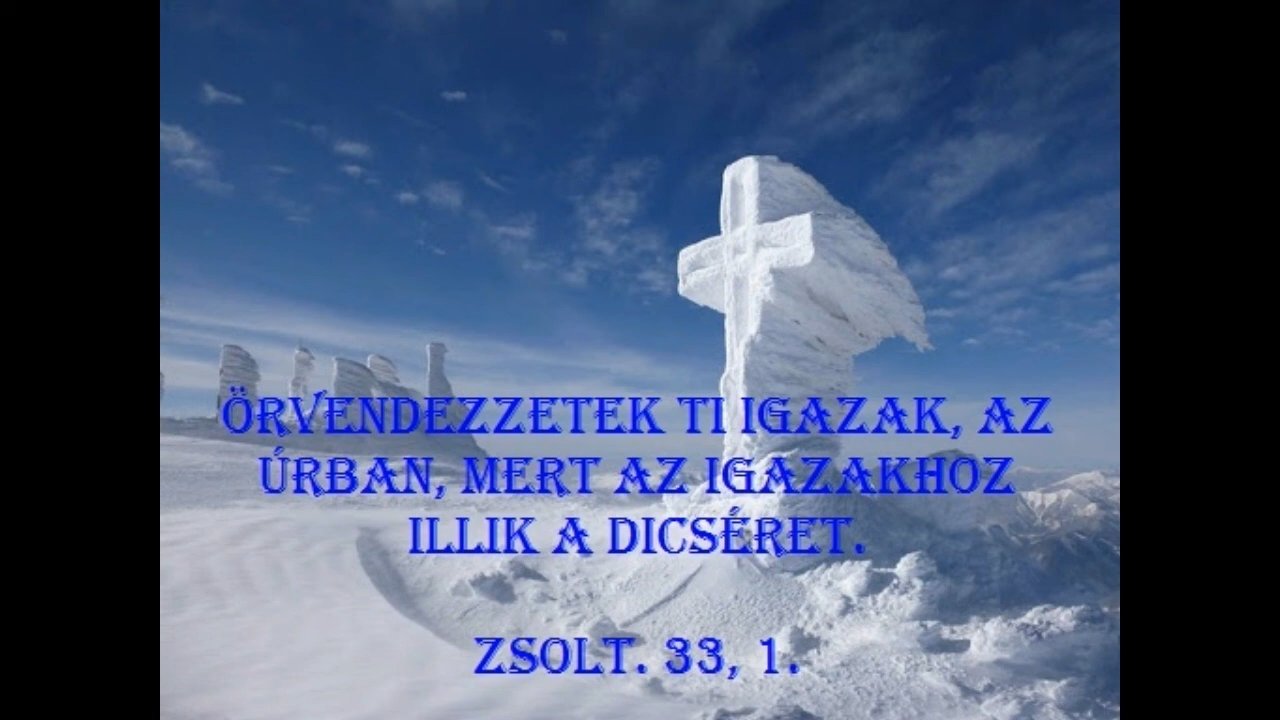 ÖRVENDEZZETEK TI IGAZAK, AZ
ÚRBAN, MERT AZ IGAZAKHOZ
ILLIK A DICSÉRET.
ZSOLT. 33, 1.